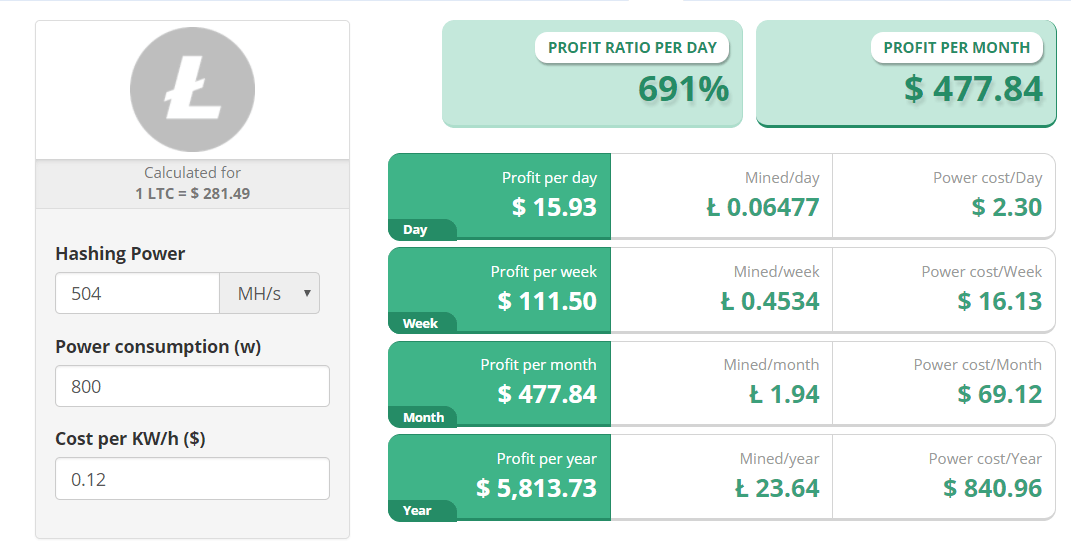 Calculated for
1 LTC = $ 281.49
Hashing Power
504 MH/s
Power consumption (w)
800
Cost per KW/h ($)
0.12
PROFIT RATIO PER DAY
691%
PROFIT PER MONTH
$ 477.84
Profit per day Mined/day Power cost/Day
$ 15.93 Ł 0.06477 $ 2.30
Day
Profit per week Mined/week Power cost/Week
$ 111.50 Ł 0.4534 $ 16.13
Week
Profit per month Mined/month Power cost/Month
$ 477.84 Ł 1.94 $ 69.12
Month
Profit per year Mined/year Power cost/Year
$ 5,813.73 Ł 23.64 $ 840.96
Year